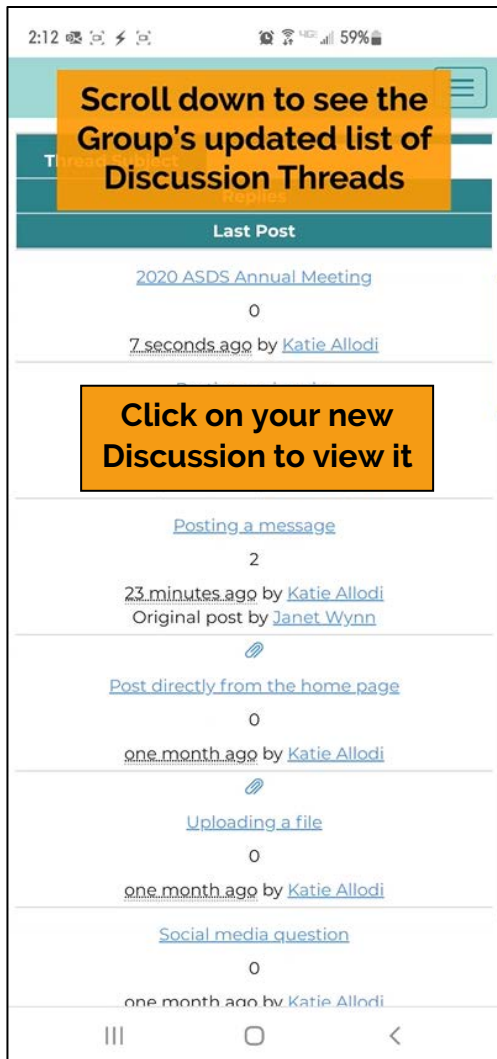 2:12 59%
Scroll down to see the
Group's updated list of
Discussion Threads
Thread Subject
Replies
Last Post
2020 ASDS Annual Meeting
0
7 seconds ago by Katie Allodi
Click on your new
Discussion to view it
Posting a message
2
23 minutes ago by Katie Allodi
Original post by Janet Wynn
Post directly from the home page
0
one month ago by Katie Allodi
Uploading a file
0
one month ago by Katie Allodi
Social media question
0
one month ago by Katie Allodi